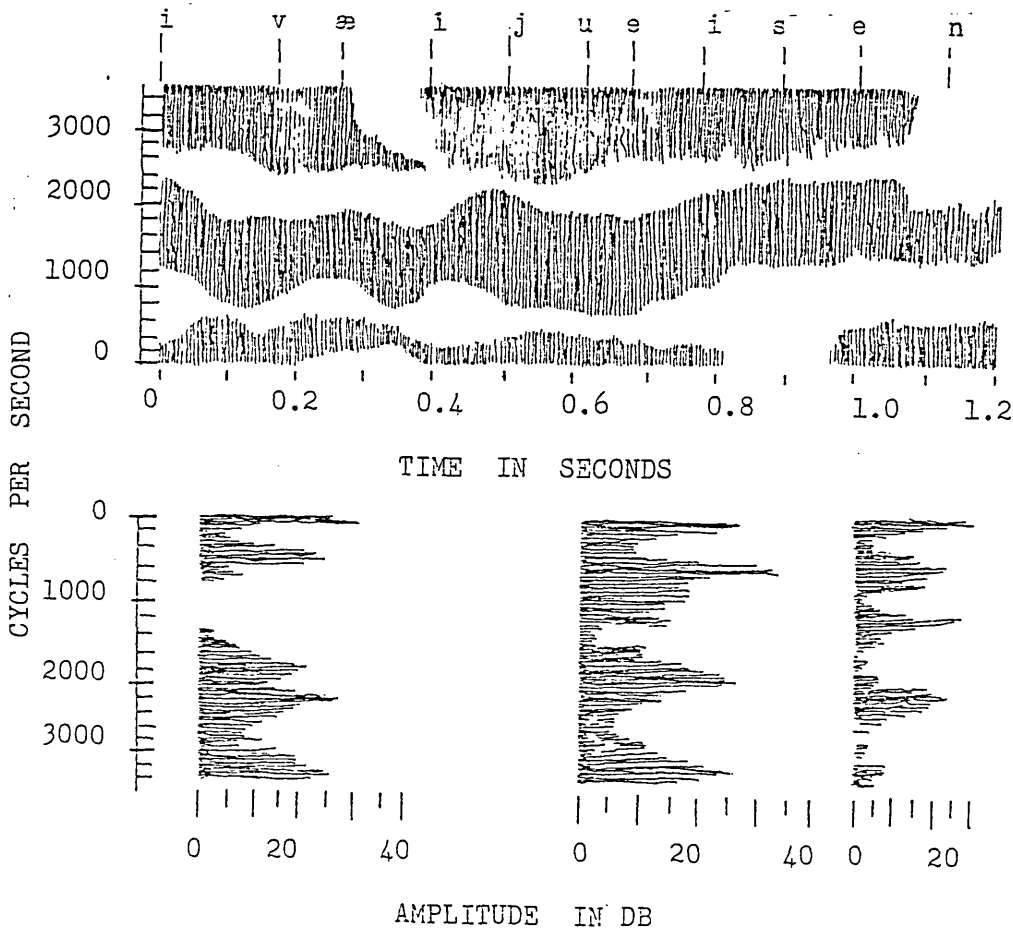 i v æ i j u e i s e n
3000
2000
1000
0
0 0.2 0.4 0.6 0.8 1.0 1.2
TIME IN SECONDS
CYCLES PER SECOND
0
1000
2000
3000
0 20 40 0 20 40 0 20
AMPLITUDE IN DB